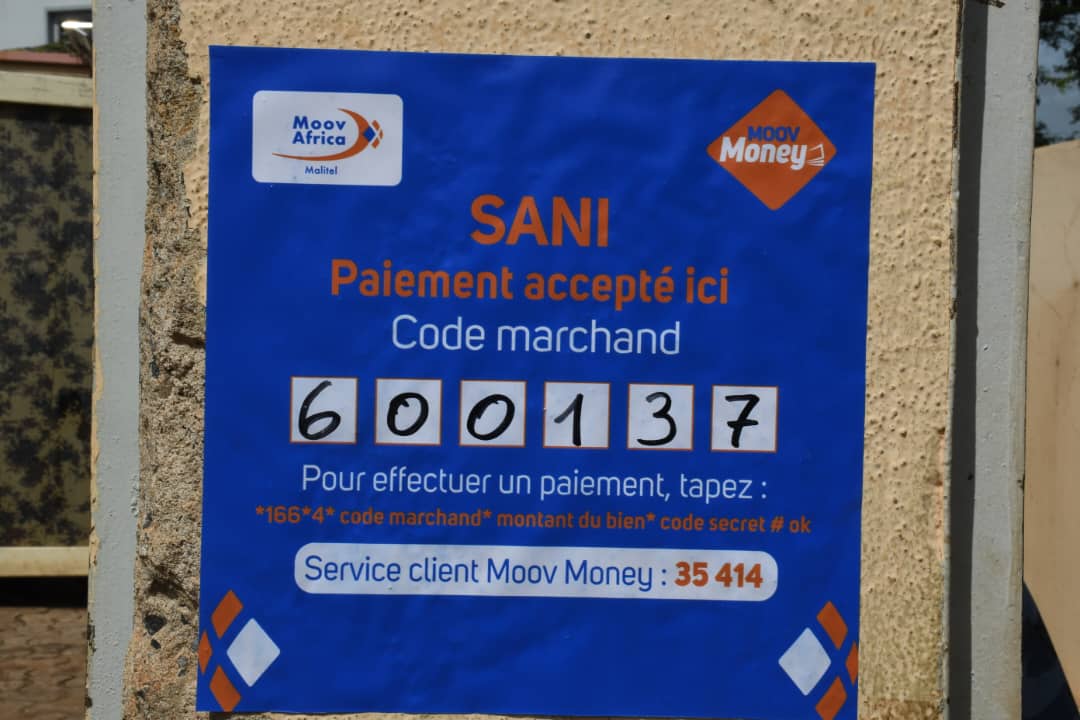 Moov
Africa
Malitel
MOOV
Money
SANI
Paiement accepté ici
Code marchand
600137
Pour effectuer un paiement, tapez :
*166*4* code marchand* montant du bien* code secret # ok
Service client Moov Money : 35 414